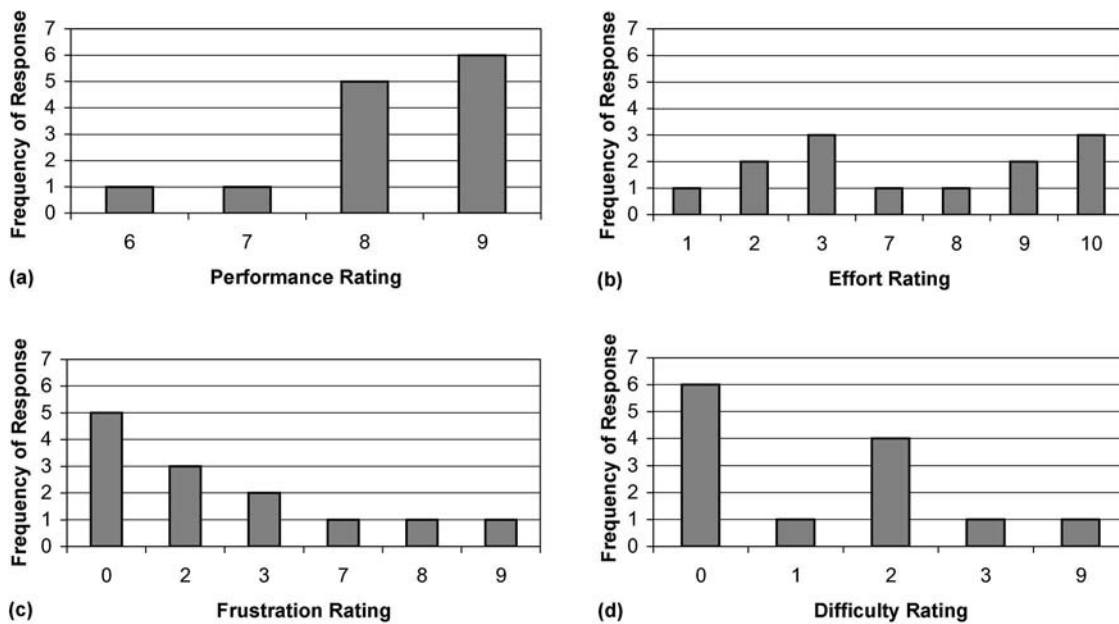 Frequency of Response
7
6
5
4
3
2
1
0
6 7 8 9
(a) Performance Rating
Frequency of Response
7
6
5
4
3
2
1
0
1 2 3 7 8 9 10
(b) Effort Rating
Frequency of Response
7
6
5
4
3
2
1
0
0 2 3 7 8 9
(c) Frustration Rating
Frequency of Response
7
6
5
4
3
2
1
0
0 1 2 3 9
(d) Difficulty Rating